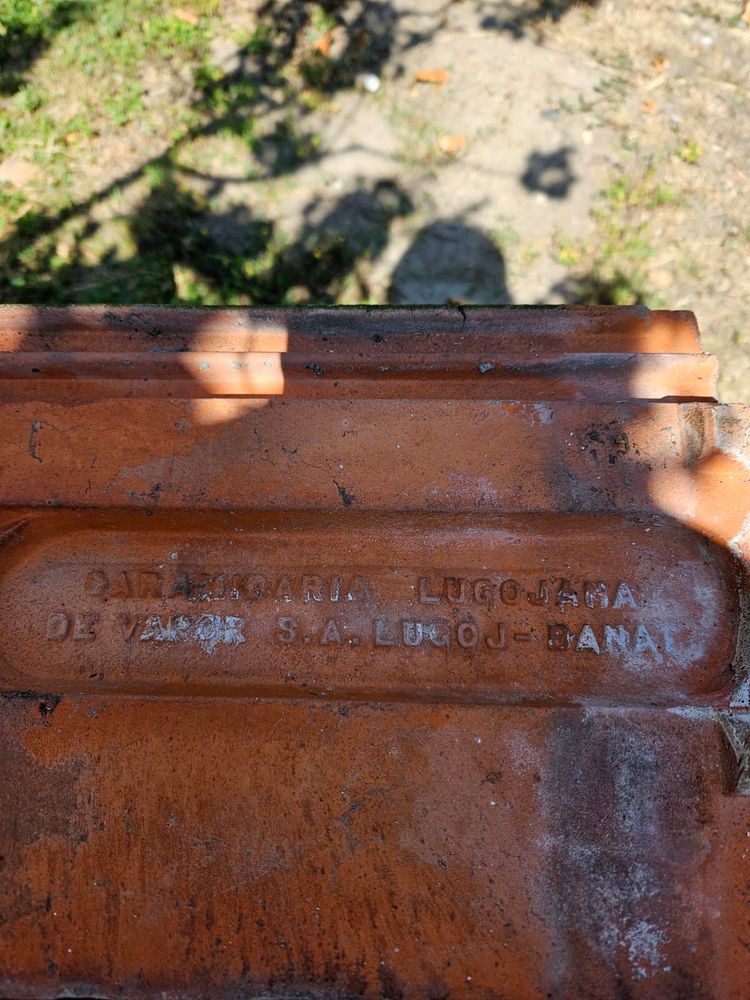 CARAMIDARIA LUGOJANA
DE VAPOR S.A. LUGOJ-BANAT